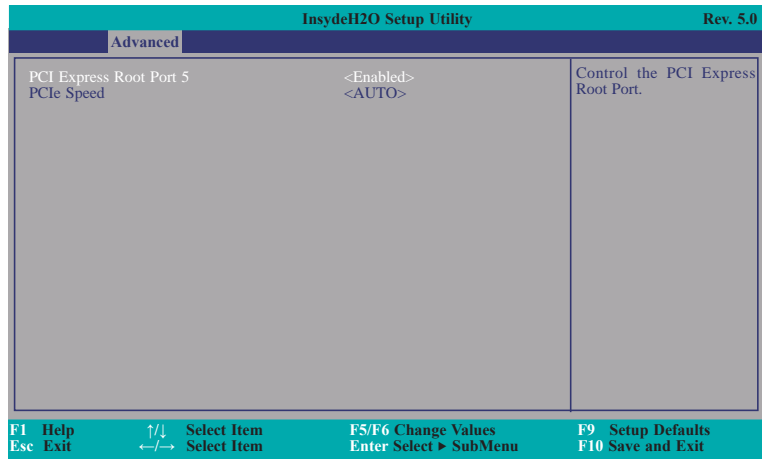 InsydeH2O Setup Utility Rev. 5.0
Advanced
PCI Express Root Port 5 <Enabled>
PCIe Speed <AUTO>
Control the PCI Express
Root Port.
F1 Help ↑/↓ Select Item F5/F6 Change Values F9 Setup Defaults
Esc Exit ←/→ Select Item Enter Select ► SubMenu F10 Save and Exit